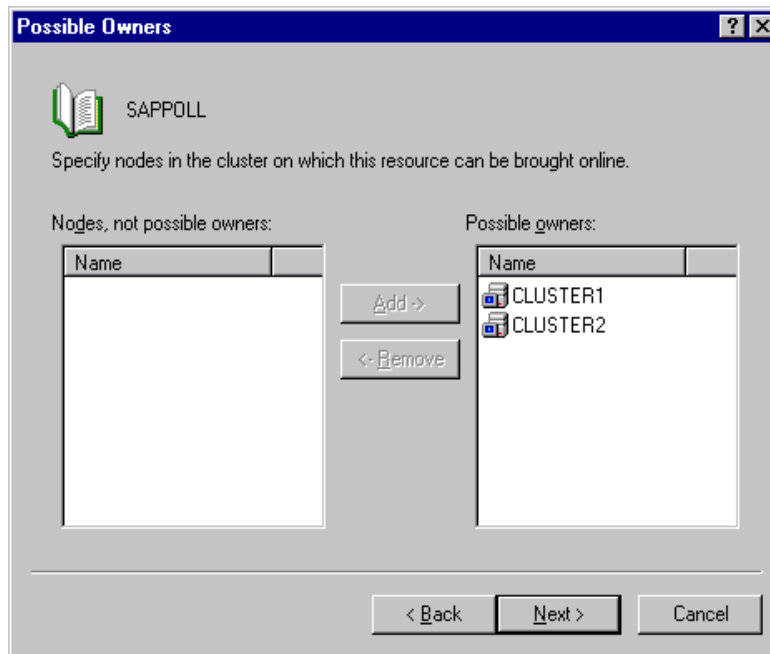 Possible Owners
SAPPOLL
Specify nodes in the cluster on which this resource can be brought online.
Nodes, not possible owners:
Possible owners:
Name
Name
CLUSTER1
CLUSTER2
Add ->
<- Remove
< Back
Next >
Cancel